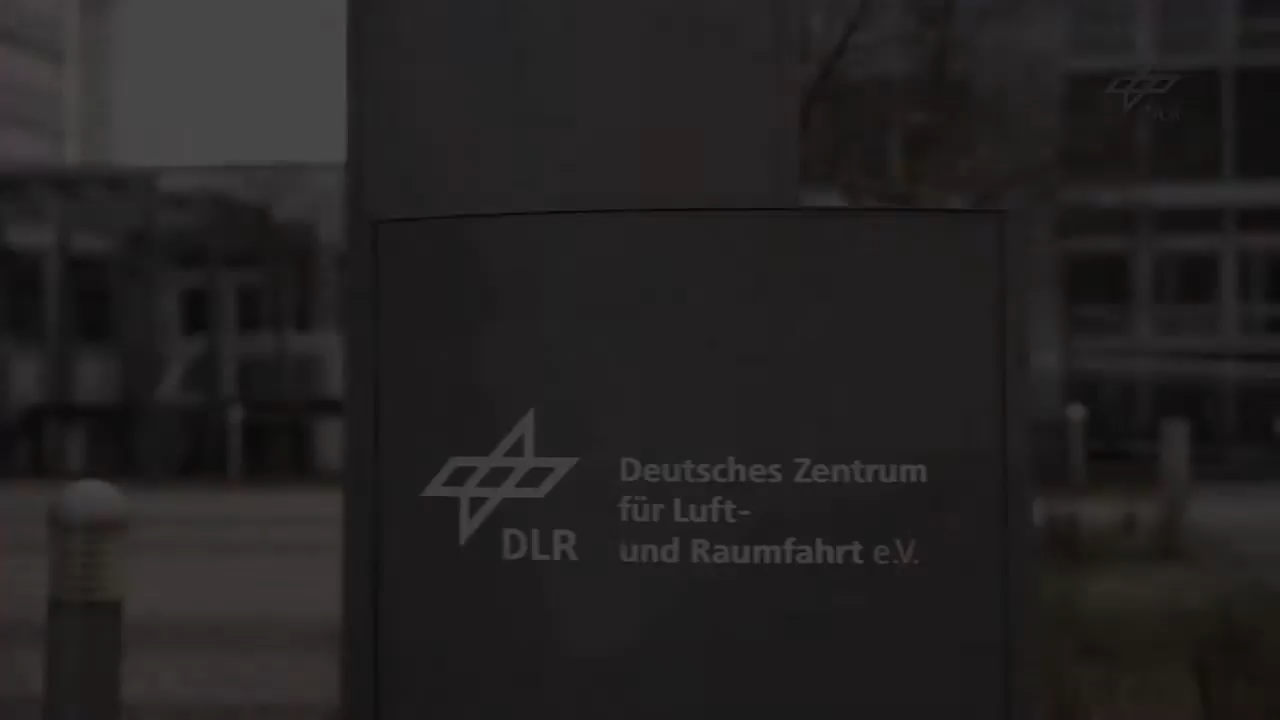 DLR
Deutsches Zentrum
für Luft-
und Raumfahrt e.V.